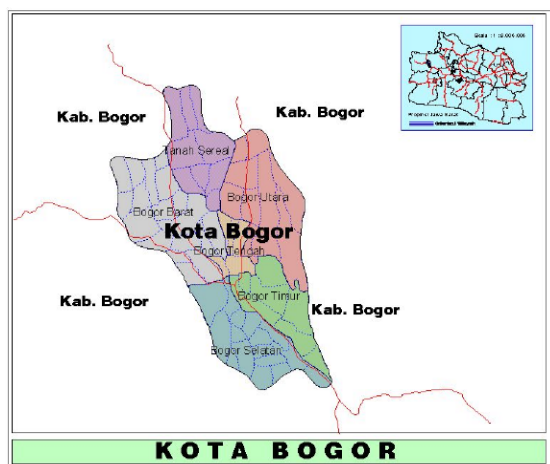 Kab. Bogor
Kab. Bogor
Tanah Sereal
Bogor Utara
Bogor Barat
Kota Bogor
Bogor Tengah
Kab. Bogor
Bogor Timur
Kab. Bogor
Bogor Selatan
KOTA BOGOR